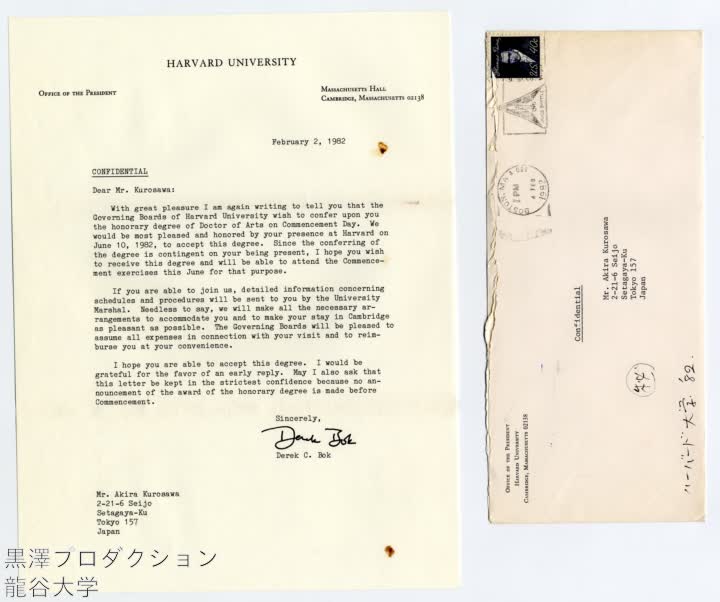 HARVARD UNIVERSITY
OFFICE OF THE PRESIDENT
MASSACHUSETTS HALL
CAMBRIDGE, MASSACHUSETTS 02138
February 2, 1982
CONFIDENTIAL
Dear Mr. Kurosawa:
With great pleasure I am again writing to tell you that the
Governing Boards of Harvard University wish to confer upon you
the honorary degree of Doctor of Arts on Commencement Day. We
would be most pleased and honored by your presence at Harvard on
June 10, 1982, to accept this degree. Since the conferring of
the degree is contingent on your being present, I hope you wish
to receive this degree and will be able to attend the Commence-
ment exercises this June for that purpose.
If you are able to join us, detailed information concerning
schedules and procedures will be sent to you by the University
Marshal. Needless to say, we will make all the necessary ar-
rangements to accommodate you and to make your stay in Cambridge
as pleasant as possible. The Governing Boards will be pleased to
assume all expenses in connection with your visit and to reim-
burse you at your convenience.
I hope you are able to accept this degree. I would be
grateful for the favor of an early reply. May I also ask that
this letter be kept in the strictest confidence because no an-
nouncement of the award of the honorary degree is made before
Commencement.
Sincerely,
Derek Bok
Derek C. Bok
Mr. Akira Kurosawa
2-21-6 Seijo
Setagaya-Ku
Tokyo 157
Japan
黒澤プロダクション
龍谷大学
US 40c
BOSTON, MA
PM
4 FEB
1982
Mr. Akira Kurosawa
2-21-6 Seijo
Setagaya-Ku
Tokyo 157
Japan
Confidential
OFFICE OF THE PRESIDENT
HARVARD UNIVERSITY
CAMBRIDGE, MASSACHUSETTS 02138
ハーバード大学 '82.